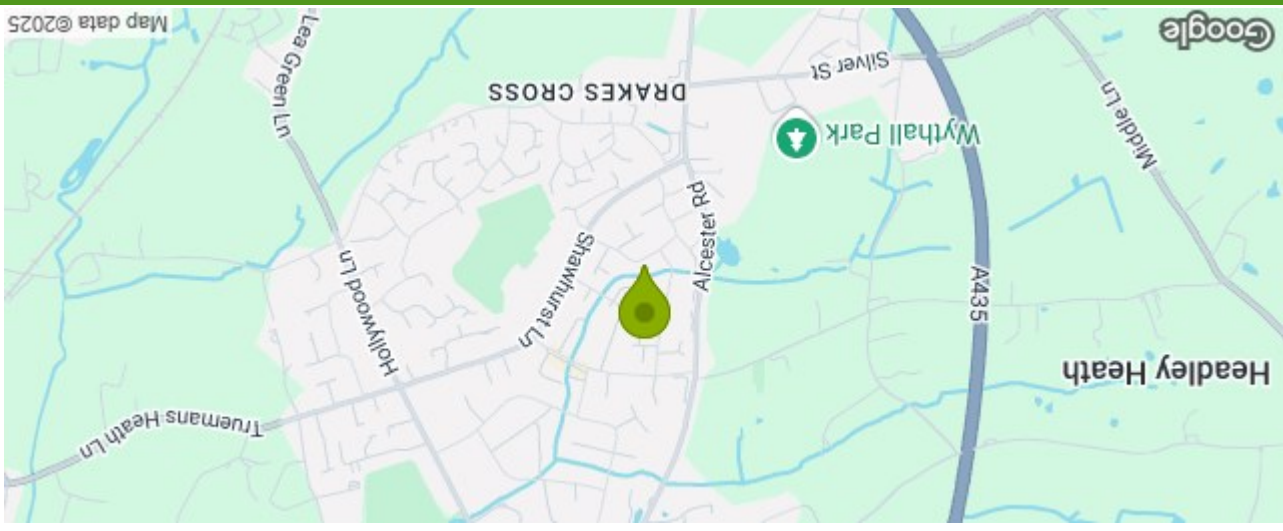 Truemans Heath Ln
Headley Heath
Hollywood Ln
A435
Shawhurst Ln
Alcester Rd
Wythall Park
Middle Ln
DRAKES CROSS
Lea Green Ln
Silver St
Google
Map data ©2025